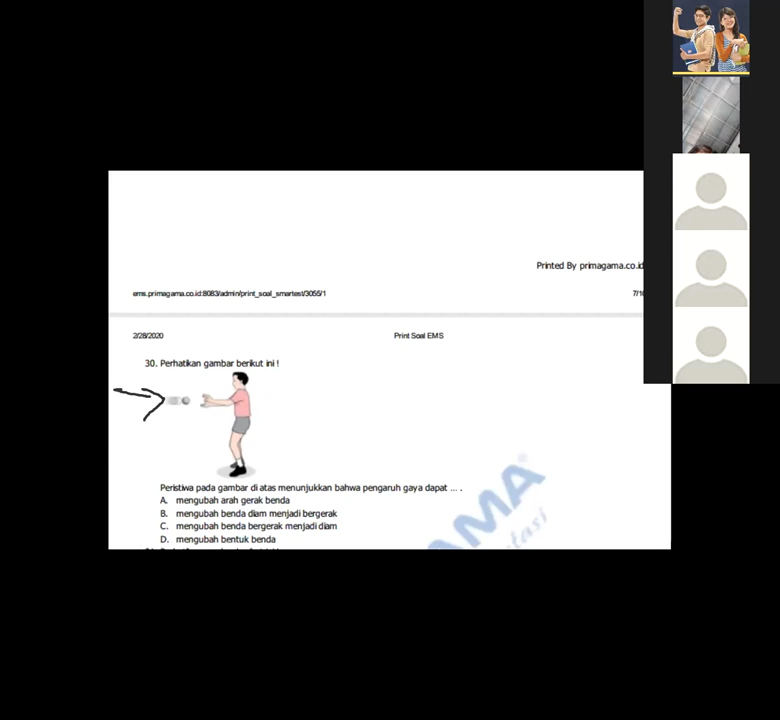 Printed By primagama.co.id
ems.primagama.co.id:8083/admin/print_soal_smartest/3055/1
2/28/2020
Print Soal EMS
30. Perhatikan gambar berikut ini !
Peristiwa pada gambar di atas menunjukkan bahwa pengaruh gaya dapat ... .
A. mengubah arah gerak benda
B. mengubah benda diam menjadi bergerak
C. mengubah benda bergerak menjadi diam
D. mengubah bentuk benda
AMA
tasi